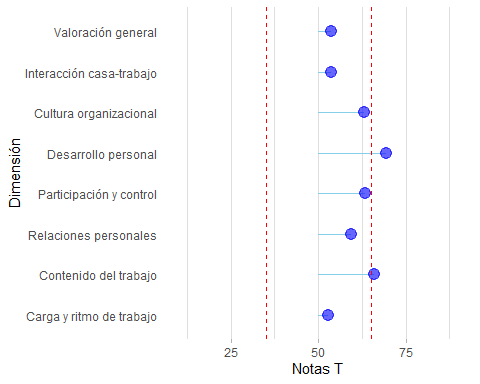 Valoración general
Interacción casa-trabajo
Cultura organizacional
Desarrollo personal
Participación y control
Relaciones personales
Contenido del trabajo
Carga y ritmo de trabajo
Dimensión
25 50 75
Notas T